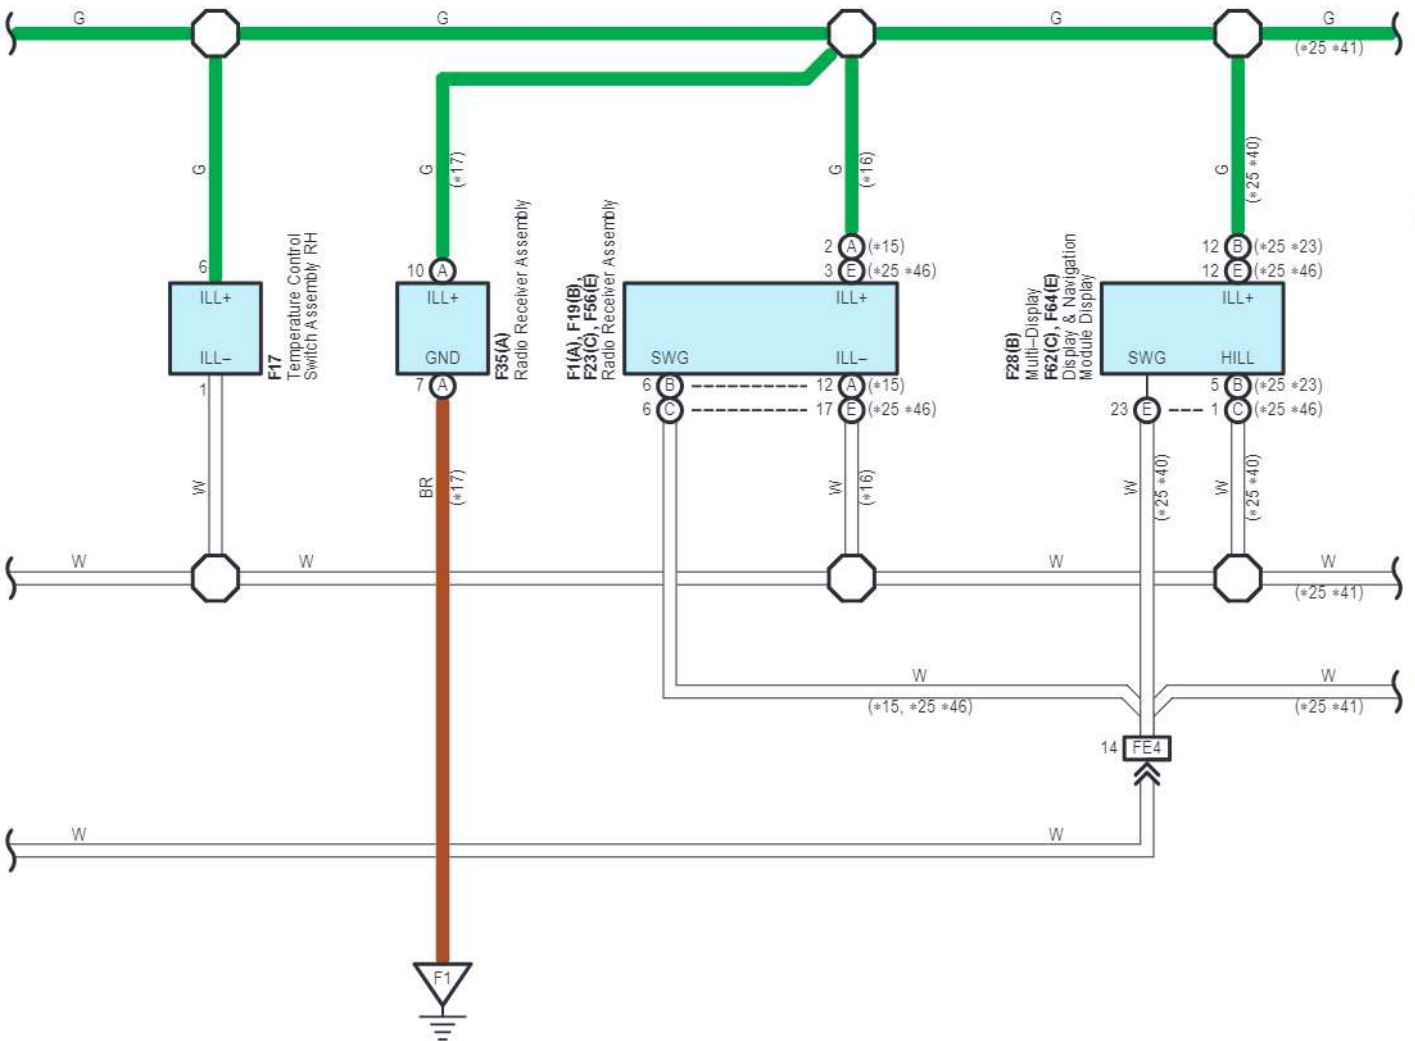 G
G
G
G
(*25 *41)
G
G
(*17)
G
(*16)
G
(*25 *40)
6
ILL+
ILL–
1
F17
Temperature Control
Switch Assembly RH
10
A
ILL+
GND
7
A
F35(A)
Radio Receiver Assembly
F1(A), F19(B),
F23(C), F56(E)
Radio Receiver Assembly
2
A
(*15)
3
E
(*25 *46)
ILL+
SWG
ILL–
6
B
12
A
(*15)
6
C
17
E
(*25 *46)
F28(B)
Multi–Display
F62(C), F64(E)
Display & Navigation
Module Display
12
B
(*25 *23)
12
E
(*25 *46)
ILL+
SWG
HILL
5
B
(*25 *23)
23
E
1
C
(*25 *46)
W
BR
(*17)
W
(*16)
W
(*25 *40)
W
(*25 *40)
W
W
W
W
(*25 *41)
W
(*15, *25 *46)
W
(*25 *41)
14
FE4
W
W
F1